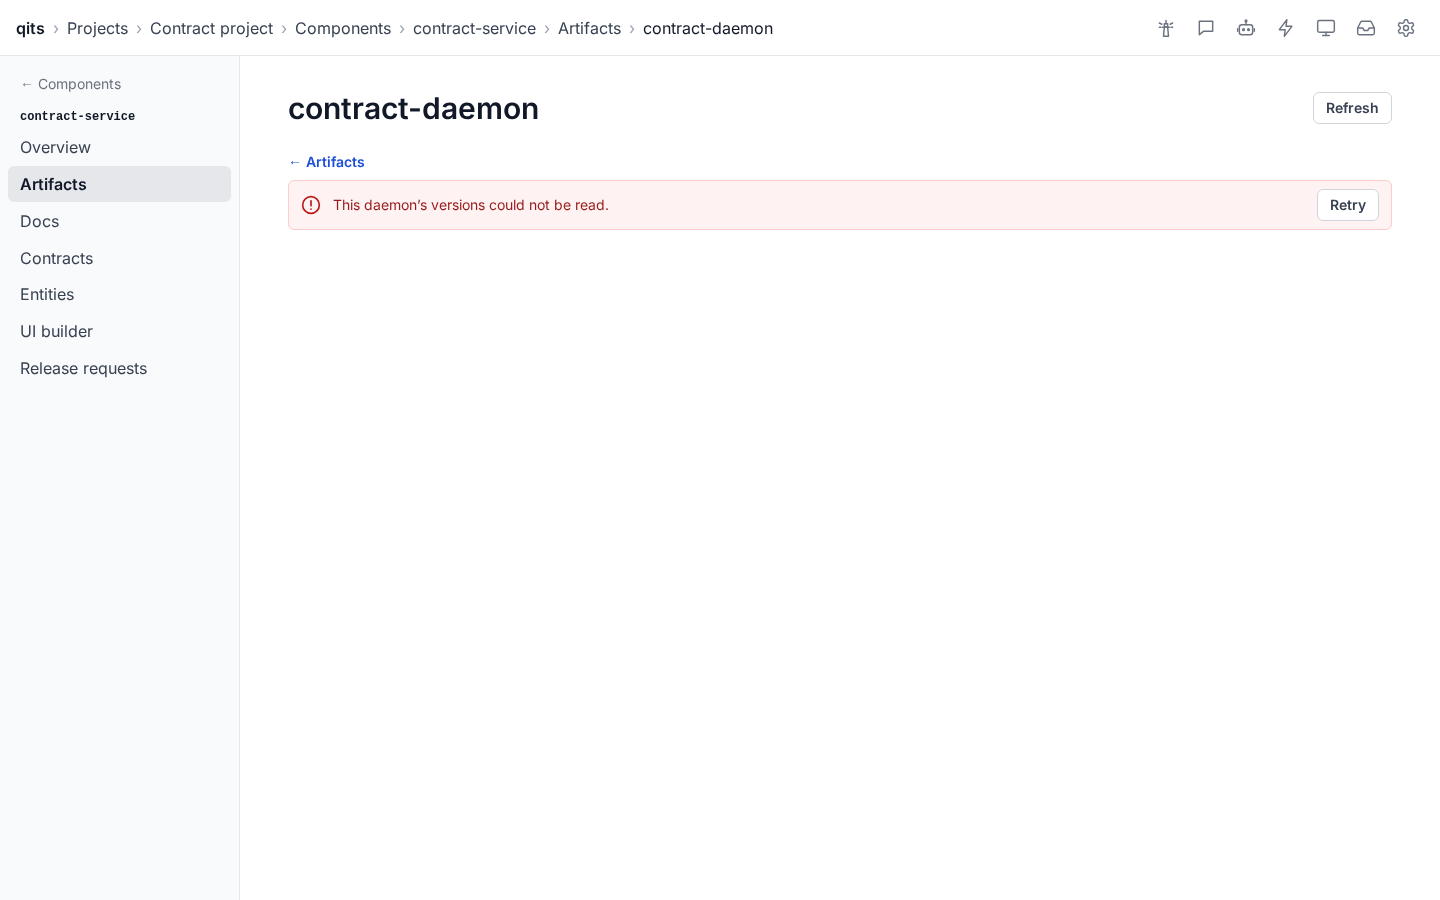 qits › Projects › Contract project › Components › contract-service › Artifacts › contract-daemon
← Components
contract-service
Overview
Artifacts
Docs
Contracts
Entities
UI builder
Release requests
contract-daemon
Refresh
← Artifacts
This daemon’s versions could not be read.
Retry